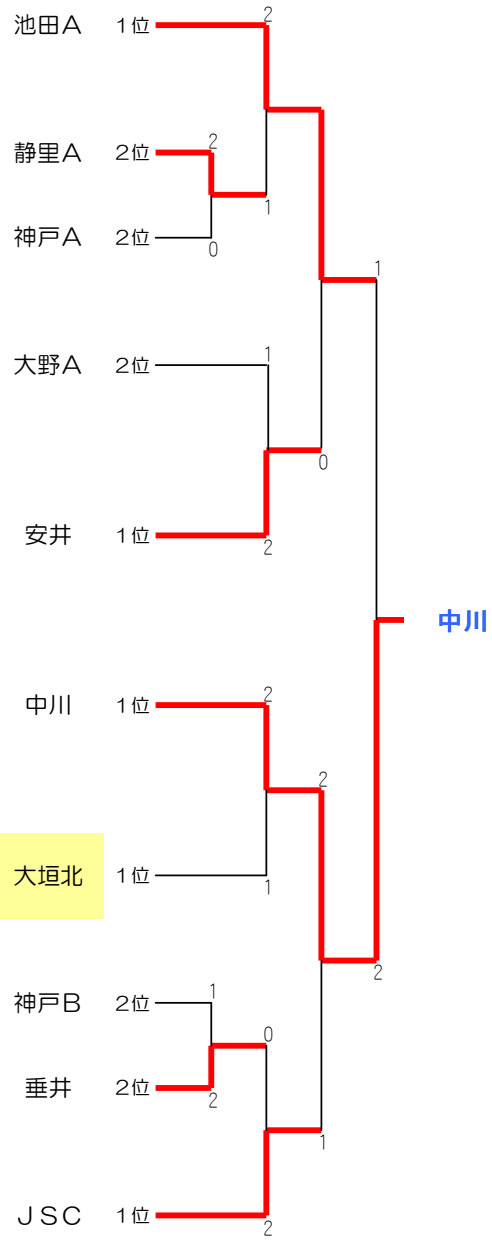 池田A 1位 2
静里A 2位 2
1
神戸A 2位 0
1
大野A 2位 1
0
安井 1位 2
中川
中川 1位 2
2
大垣北 1位 1
2
神戸B 2位 1
0
垂井 2位 2
1
JSC 1位 2